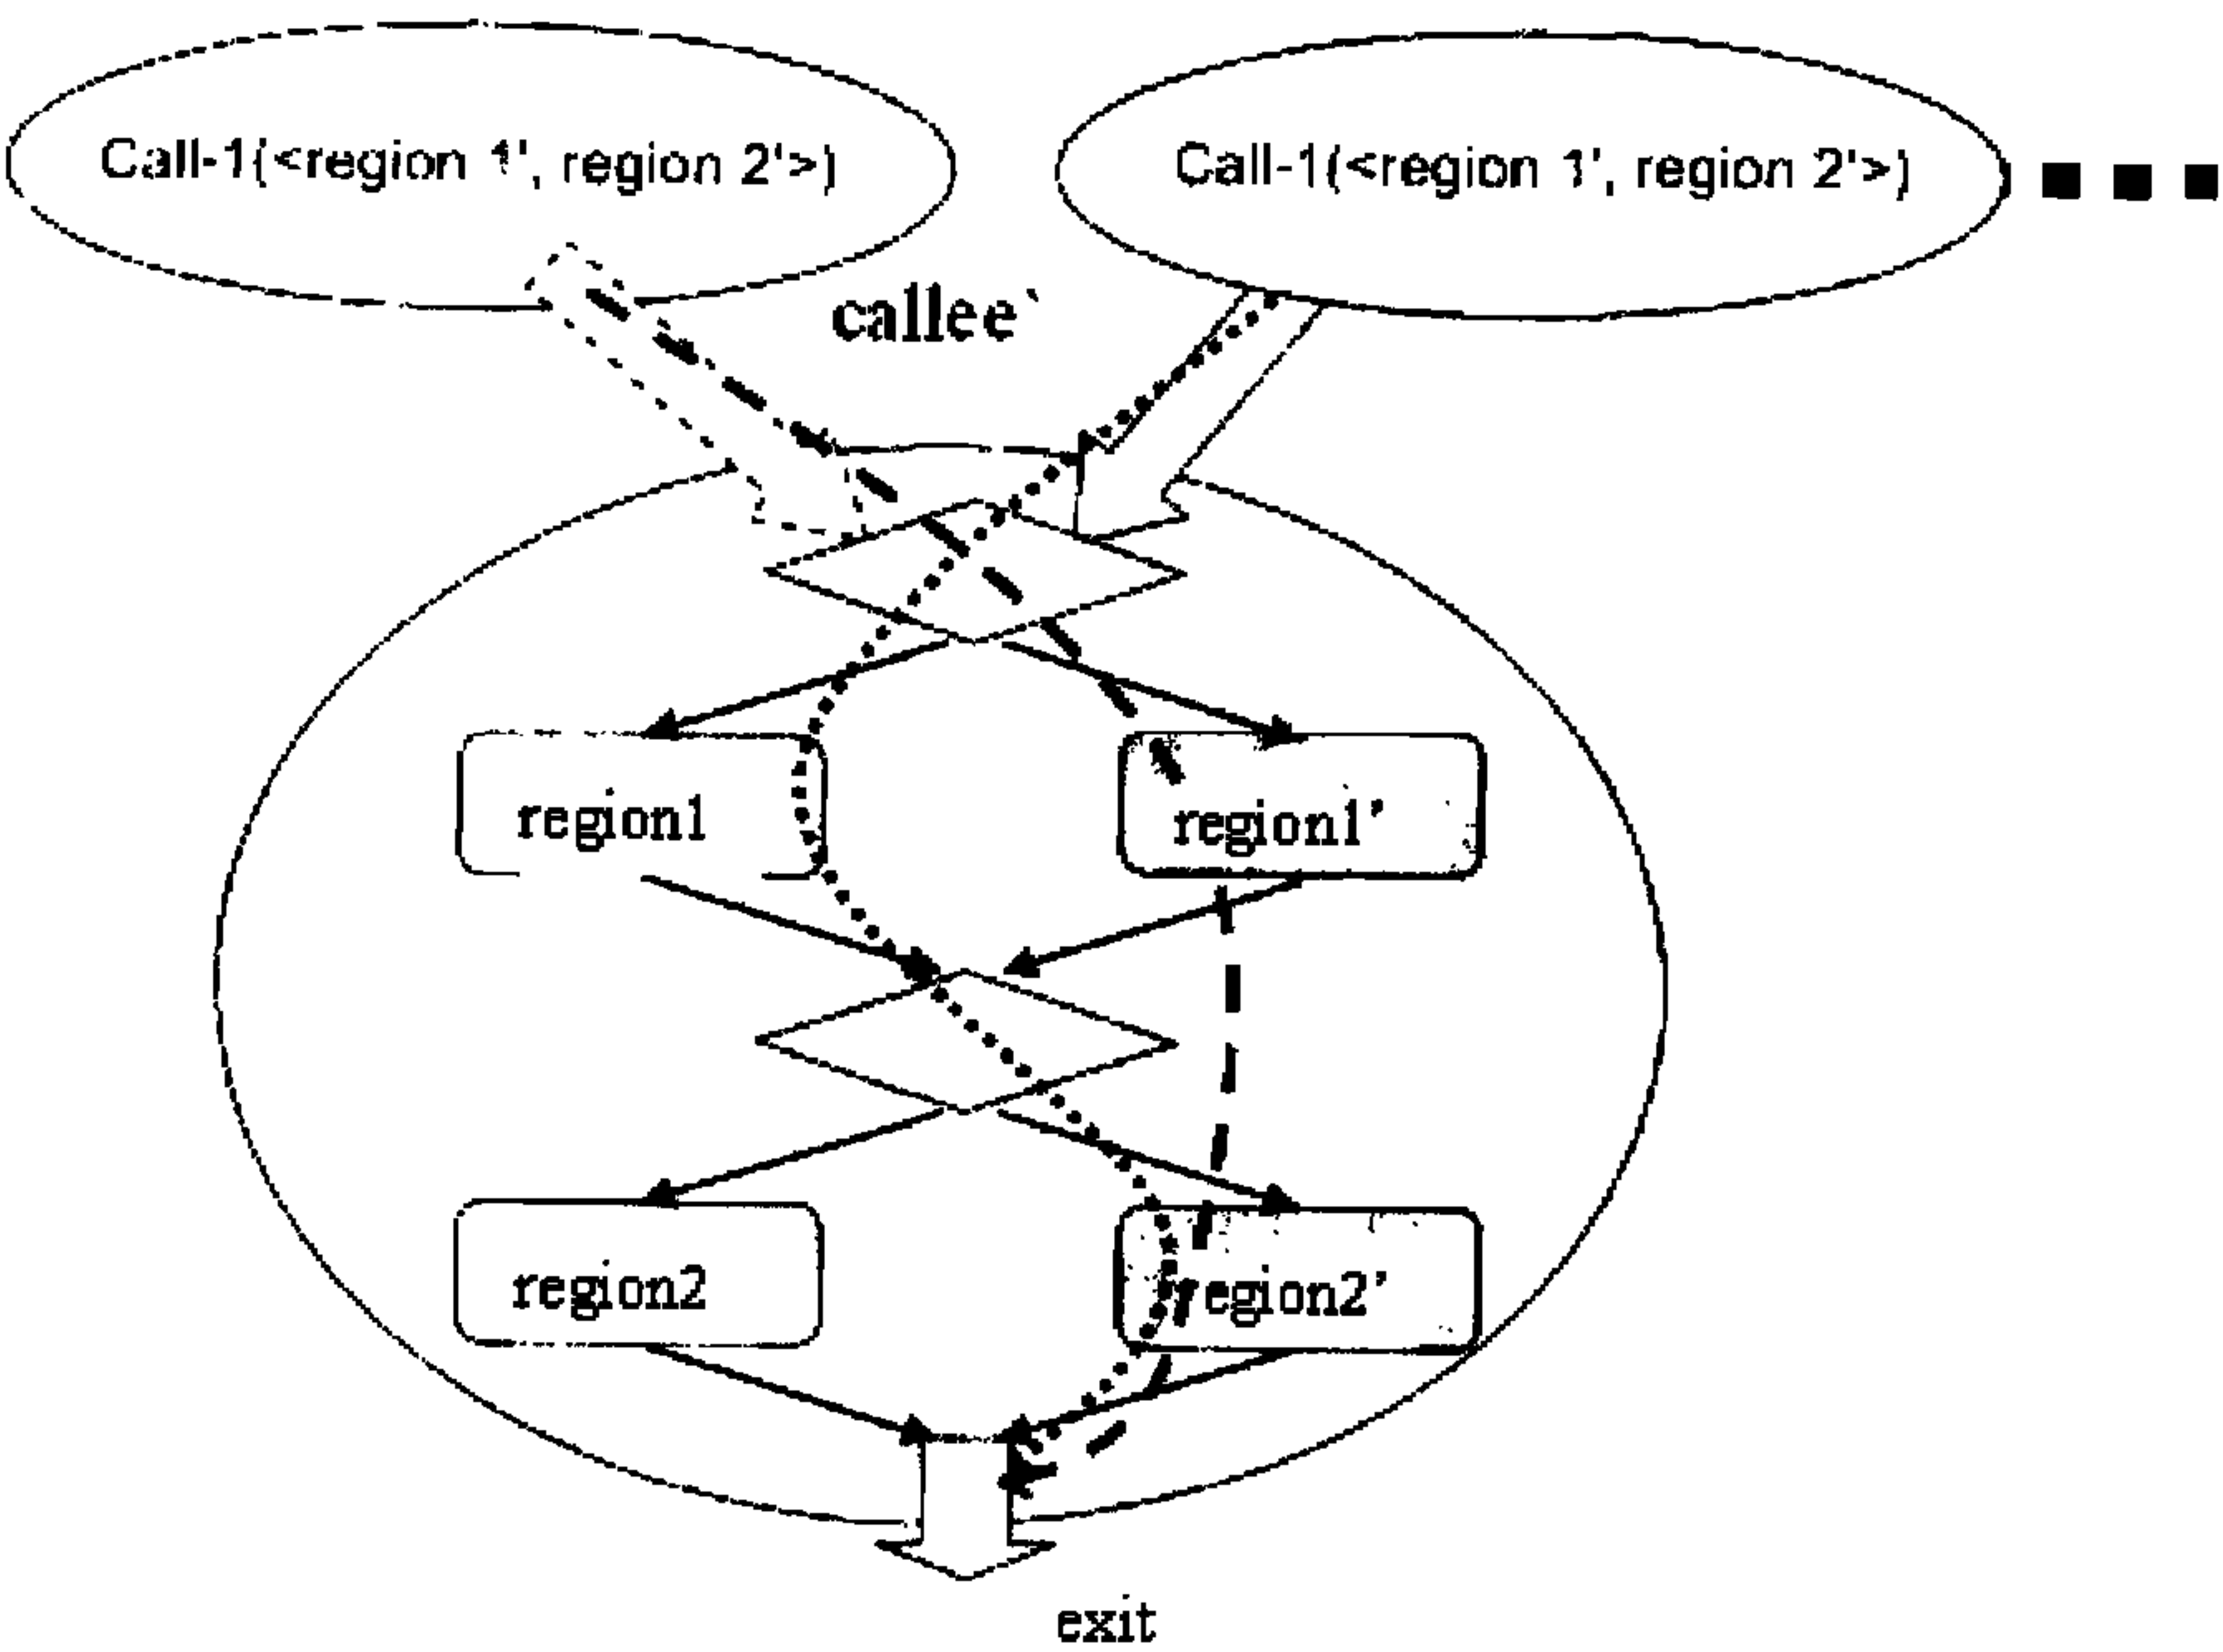 Call-1(<region 1', region 2'>)
Call-1(<region 1', region 2'>)
callee`
region1
region1’
region2
region2’
exit